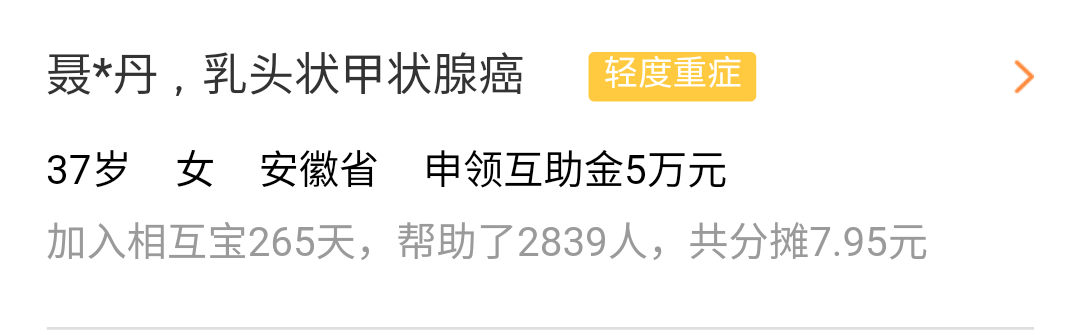 聂*丹，乳头状甲状腺癌 轻度重症
37岁 女 安徽省 申领互助金5万元
加入相互宝265天，帮助了2839人，共分摊7.95元